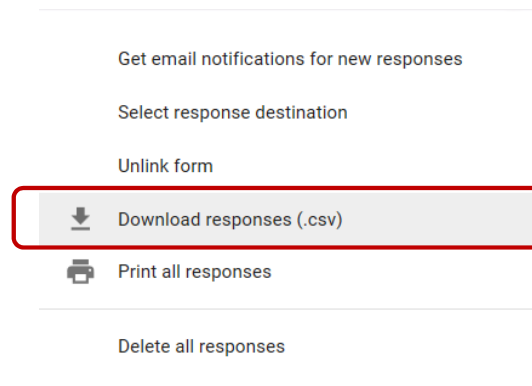 Get email notifications for new responses
Select response destination
Unlink form
Download responses (.csv)
Print all responses
Delete all responses